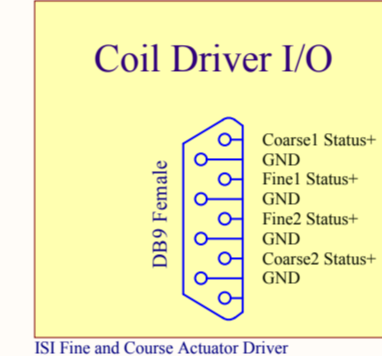 Coil Driver I/O
DB9 Female
Coarse1 Status+
GND
Fine1 Status+
GND
Fine2 Status+
GND
Coarse2 Status+
GND
ISI Fine and Course Actuator Driver